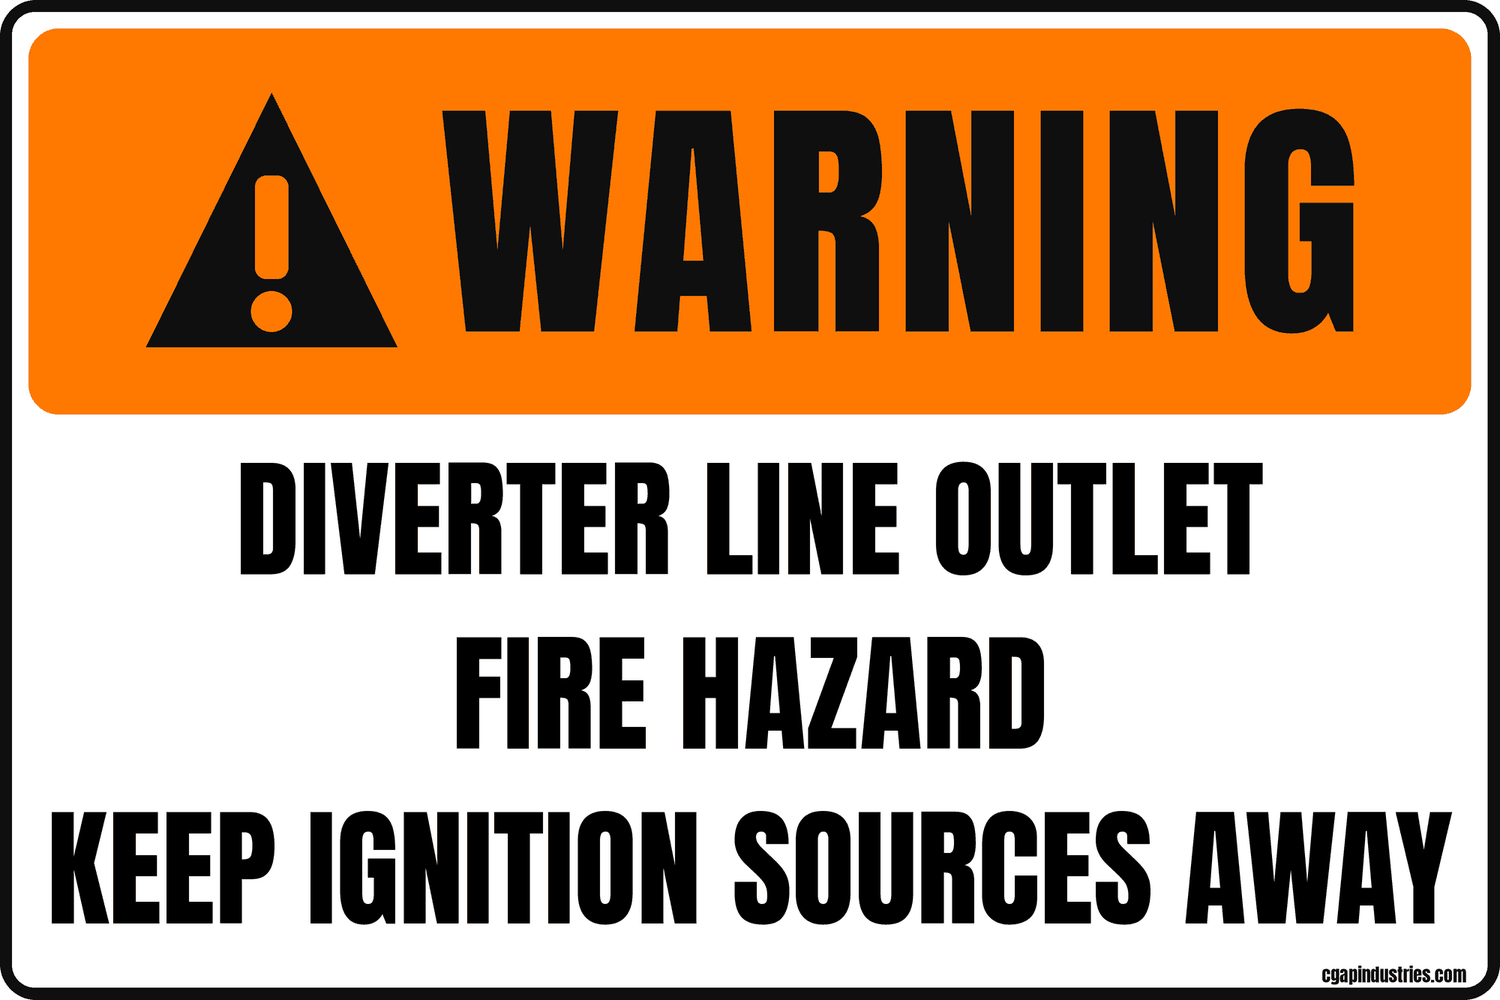 WARNING
DIVERTER LINE OUTLET
FIRE HAZARD
KEEP IGNITION SOURCES AWAY
cgapindustries.com